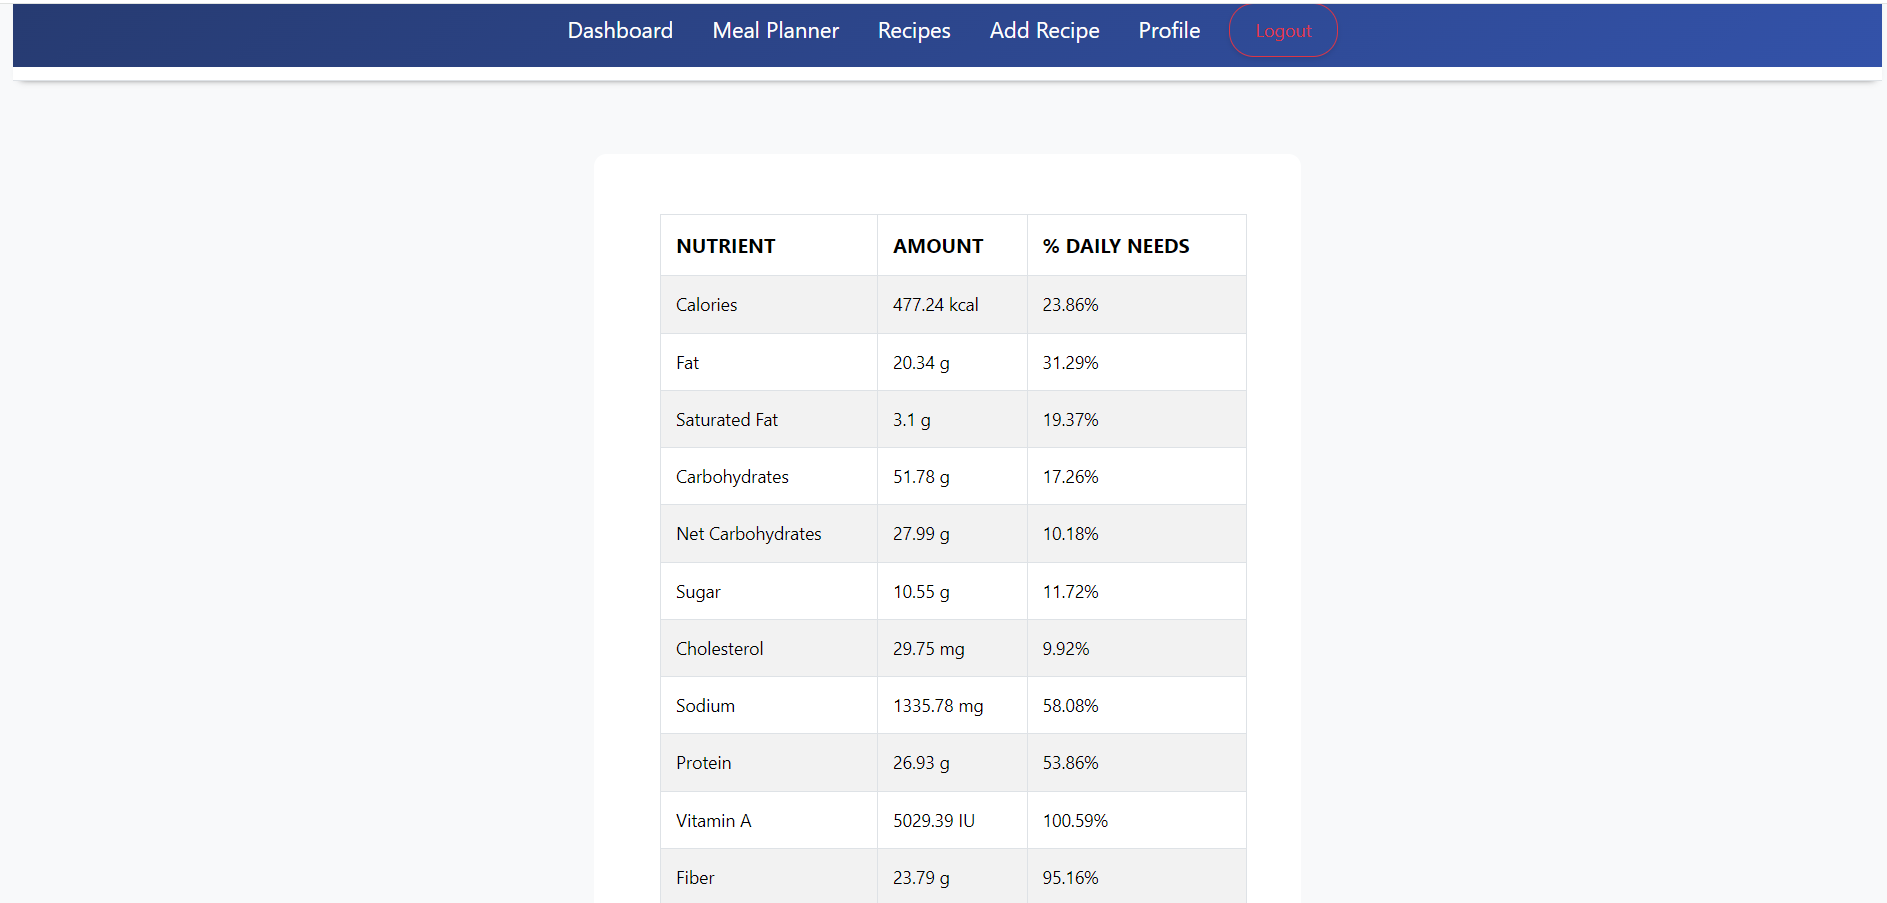 Dashboard Meal Planner Recipes Add Recipe Profile Logout
NUTRIENT AMOUNT % DAILY NEEDS
Calories 477.24 kcal 23.86%
Fat 20.34 g 31.29%
Saturated Fat 3.1 g 19.37%
Carbohydrates 51.78 g 17.26%
Net Carbohydrates 27.99 g 10.18%
Sugar 10.55 g 11.72%
Cholesterol 29.75 mg 9.92%
Sodium 1335.78 mg 58.08%
Protein 26.93 g 53.86%
Vitamin A 5029.39 IU 100.59%
Fiber 23.79 g 95.16%